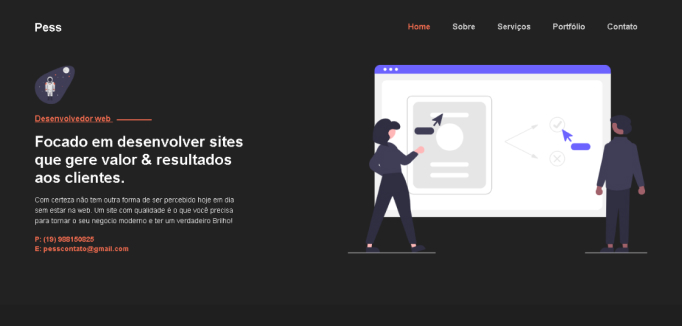 Pess
Home Sobre Serviços Portfólio Contato
Desenvolvedor web
Focado em desenvolver sites
que gere valor & resultados
aos clientes.
Com certeza não tem outra forma de ser percebido hoje em dia
sem estar na web. Um site com qualidade é o que você precisa
para tornar o seu negocio moderno e ter um verdadeiro Brilho!
P: (19) 988150825
E: pesscontato@gmail.com